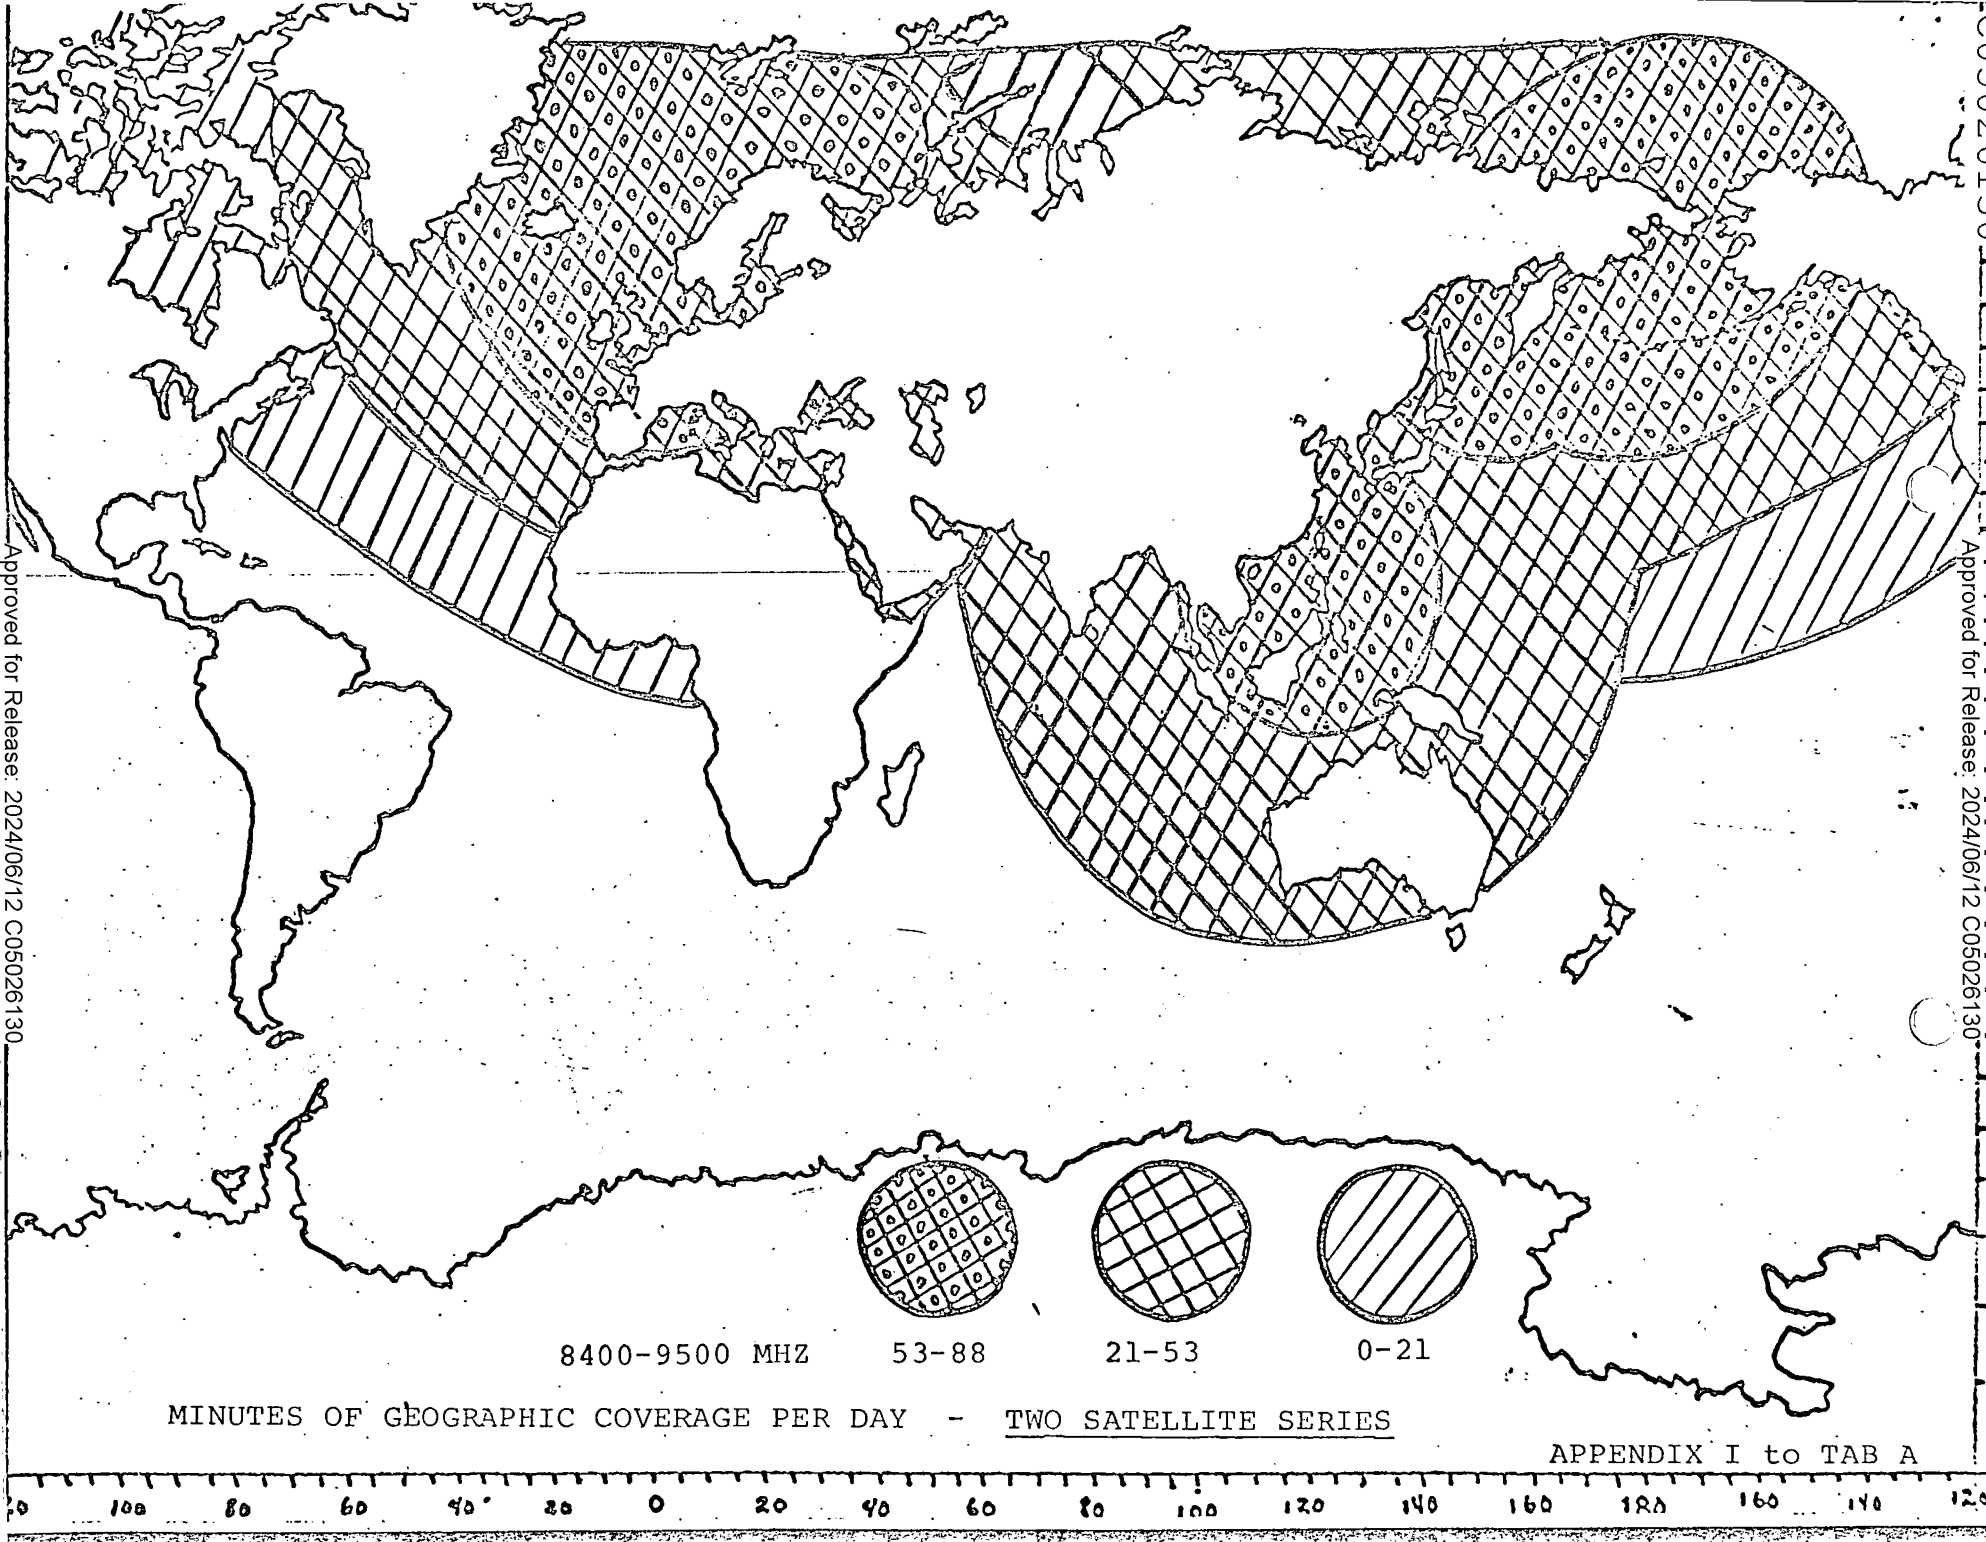 Approved for Release: 2024/06/12 C05026130
Approved for Release: 2024/06/12 C05026130
8400-9500 MHZ 53-88 21-53 0-21
MINUTES OF GEOGRAPHIC COVERAGE PER DAY - TWO SATELLITE SERIES
APPENDIX I to TAB A
100 80 60 40 20 0 20 40 60 80 100 120 140 160 180 160 140